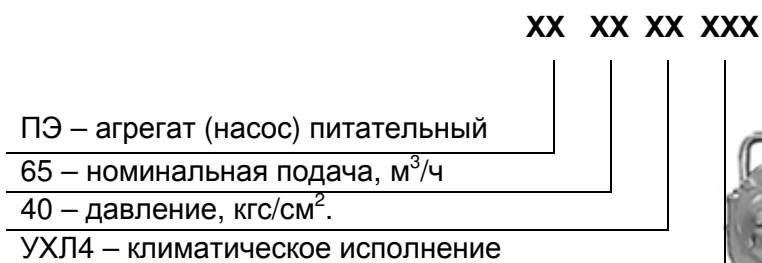 XX XX XX XXX
ПЭ – агрегат (насос) питательный
65 – номинальная подача, м³/ч
40 – давление, кгс/см².
УХЛ4 – климатическое исполнение